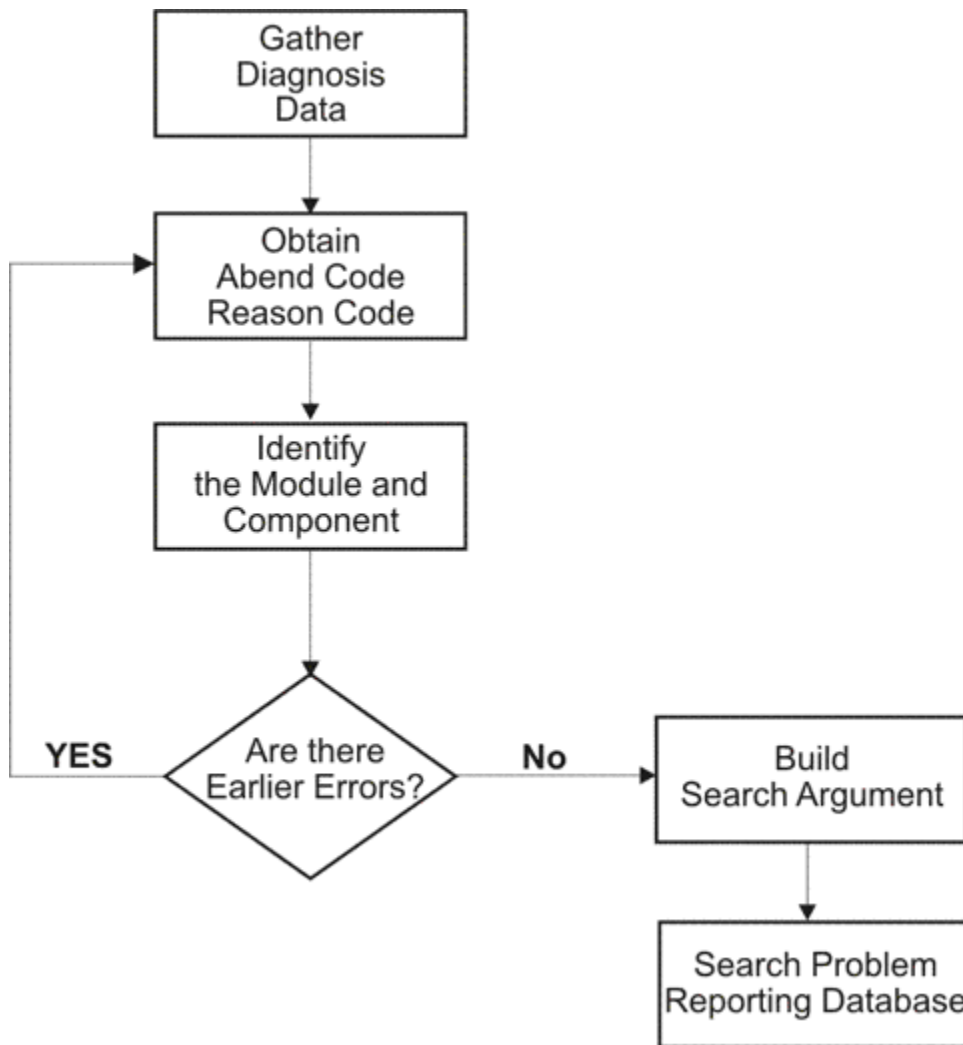 Gather
Diagnosis
Data
Obtain
Abend Code
Reason Code
Identify
the Module and
Component
Are there
Earlier Errors?
YES
No
Build
Search Argument
Search Problem
Reporting Database